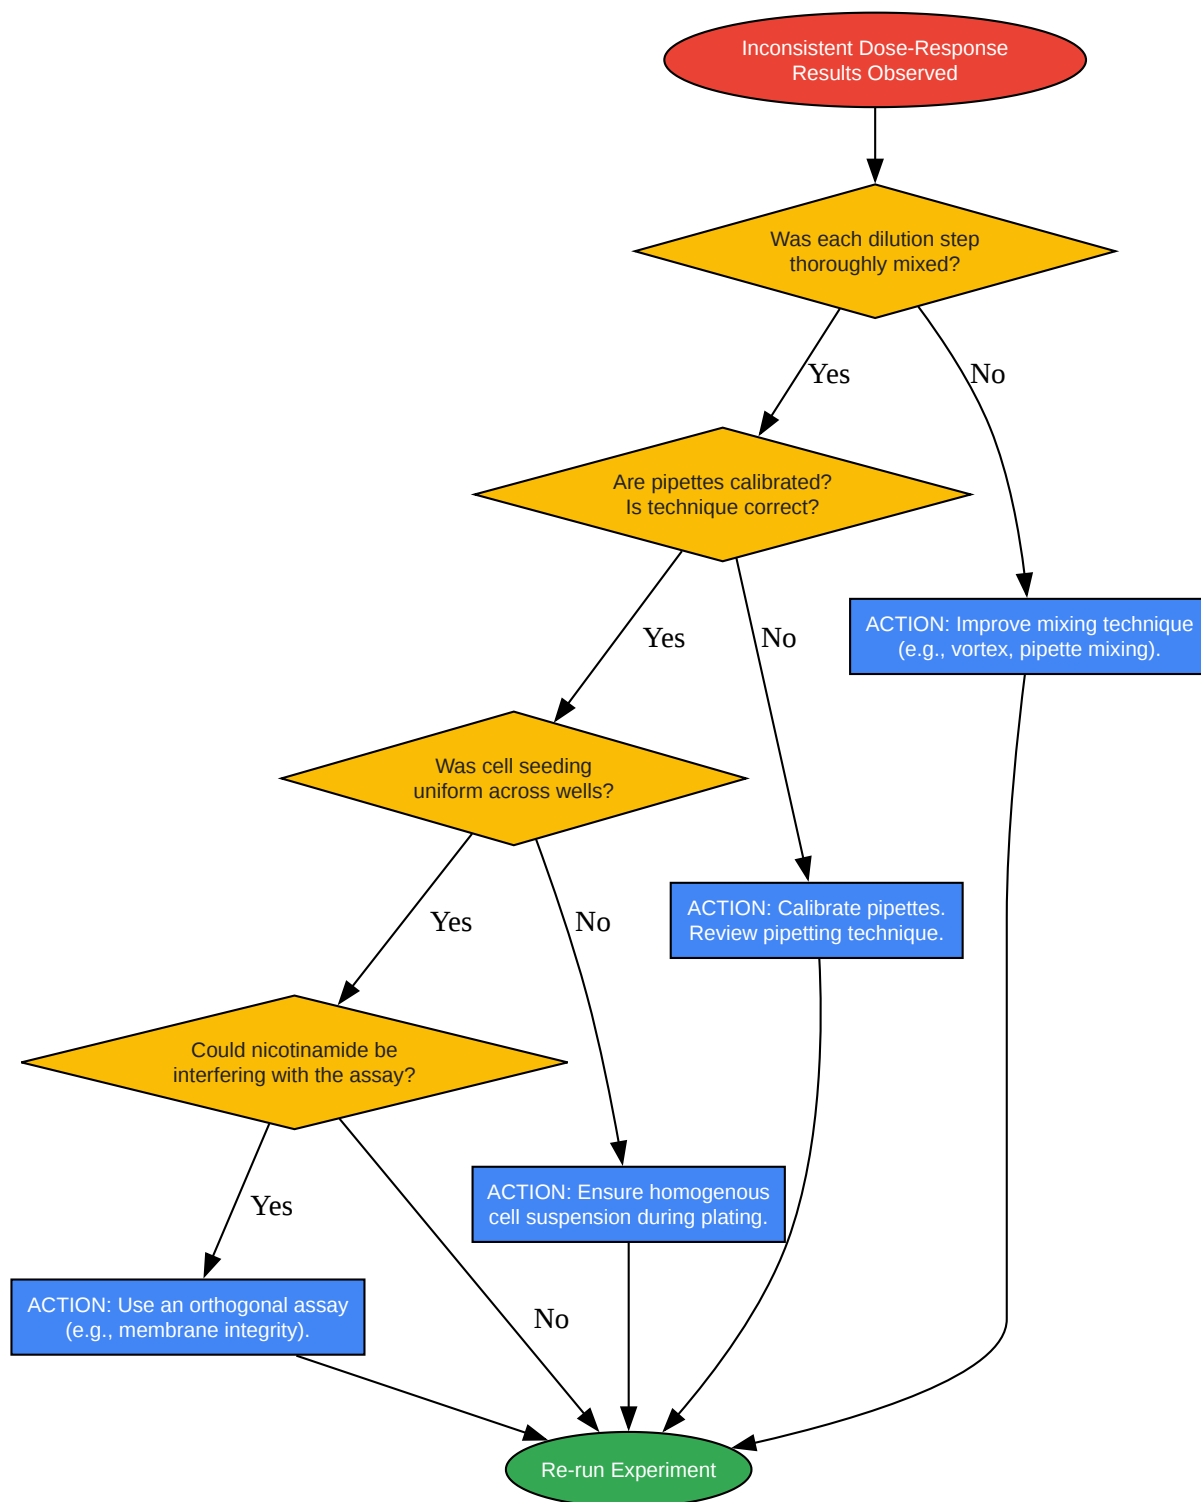 Inconsistent Dose-Response
Results Observed
Was each dilution step
thoroughly mixed?
Yes
No
Are pipettes calibrated?
Is technique correct?
ACTION: Improve mixing technique
(e.g., vortex, pipette mixing).
Yes
No
Was cell seeding
uniform across wells?
ACTION: Calibrate pipettes.
Review pipetting technique.
Yes
No
Could nicotinamide be
interfering with the assay?
ACTION: Ensure homogenous
cell suspension during plating.
Yes
ACTION: Use an orthogonal assay
(e.g., membrane integrity).
No
Re-run Experiment